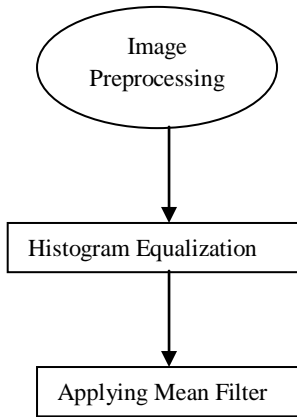 Image
Preprocessing
Histogram Equalization
Applying Mean Filter